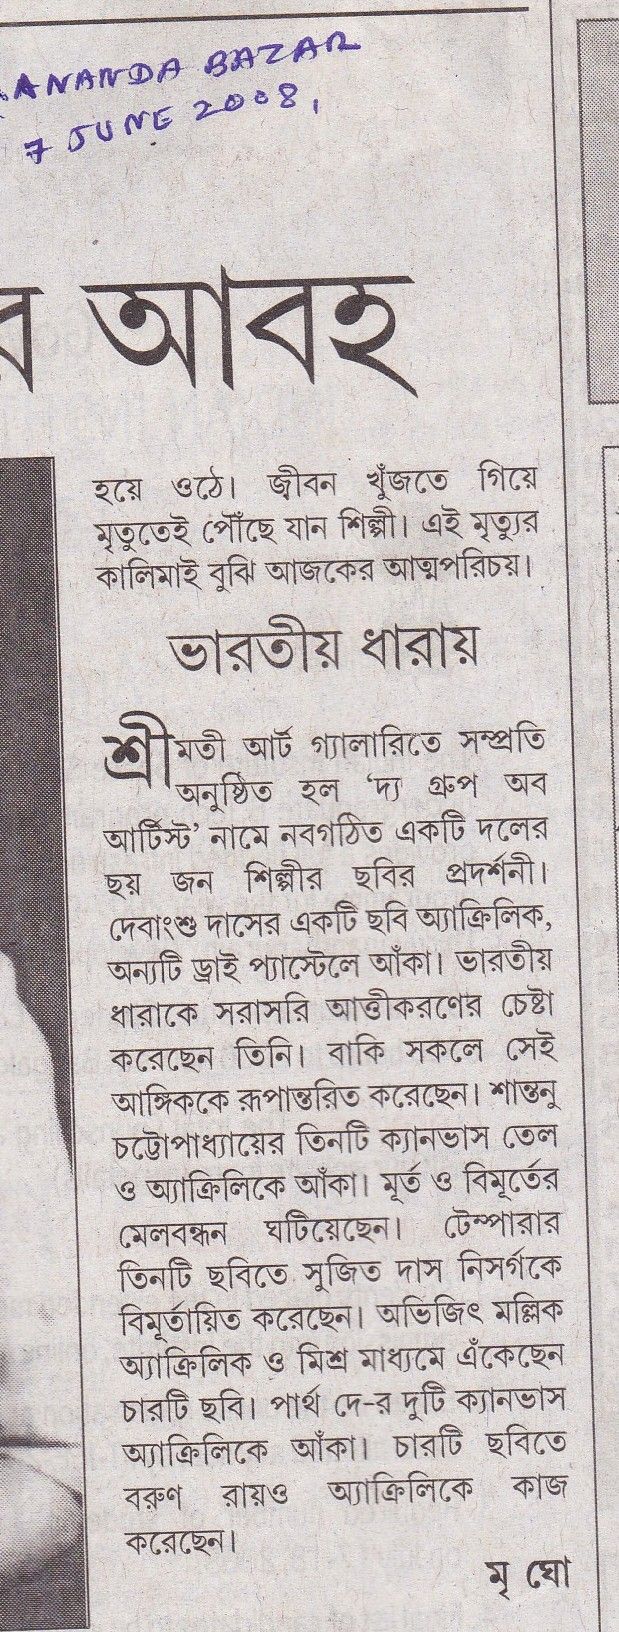 ANANDA BAZAR
7 JUNE 2008,
র আবহ
হয়ে ওঠে। জীবন খুঁজতে গিয়ে
মৃতুতেই পৌঁছে যান শিল্পী। এই মৃত্যুর
কালিমাই বুঝি আজকের আত্মপরিচয়।
ভারতীয় ধারায়
শ্রীমতী আর্ট গ্যালারিতে সম্প্রতি
অনুষ্ঠিত হল ‘দ্য গ্রুপ অব
আর্টিস্ট’ নামে নবগঠিত একটি দলের
ছয় জন শিল্পীর ছবির প্রদর্শনী।
দেবাংশু দাসের একটি ছবি অ্যাক্রিলিক,
অন্যটি ড্রাই প্যাস্টেলে আঁকা। ভারতীয়
ধারাকে সরাসরি আত্তীকরণের চেষ্টা
করেছেন তিনি। বাকি সকলে সেই
আঙ্গিককে রূপান্তরিত করেছেন। শান্তনু
চট্টোপাধ্যায়ের তিনটি ক্যানভাস তেল
ও অ্যাক্রিলিকে আঁকা। মূর্ত ও বিমূর্তের
মেলবন্ধন ঘটিয়েছেন। টেম্পারার
তিনটি ছবিতে সুজিত দাস নিসর্গকে
বিমূর্তায়িত করেছেন। অভিজিৎ মল্লিক
অ্যাক্রিলিক ও মিশ্র মাধ্যমে এঁকেছেন
চারটি ছবি। পার্থ দে-র দুটি ক্যানভাস
অ্যাক্রিলিকে আঁকা। চারটি ছবিতে
বরুণ রায়ও অ্যাক্রিলিকে কাজ
করেছেন।
মৃ ঘো